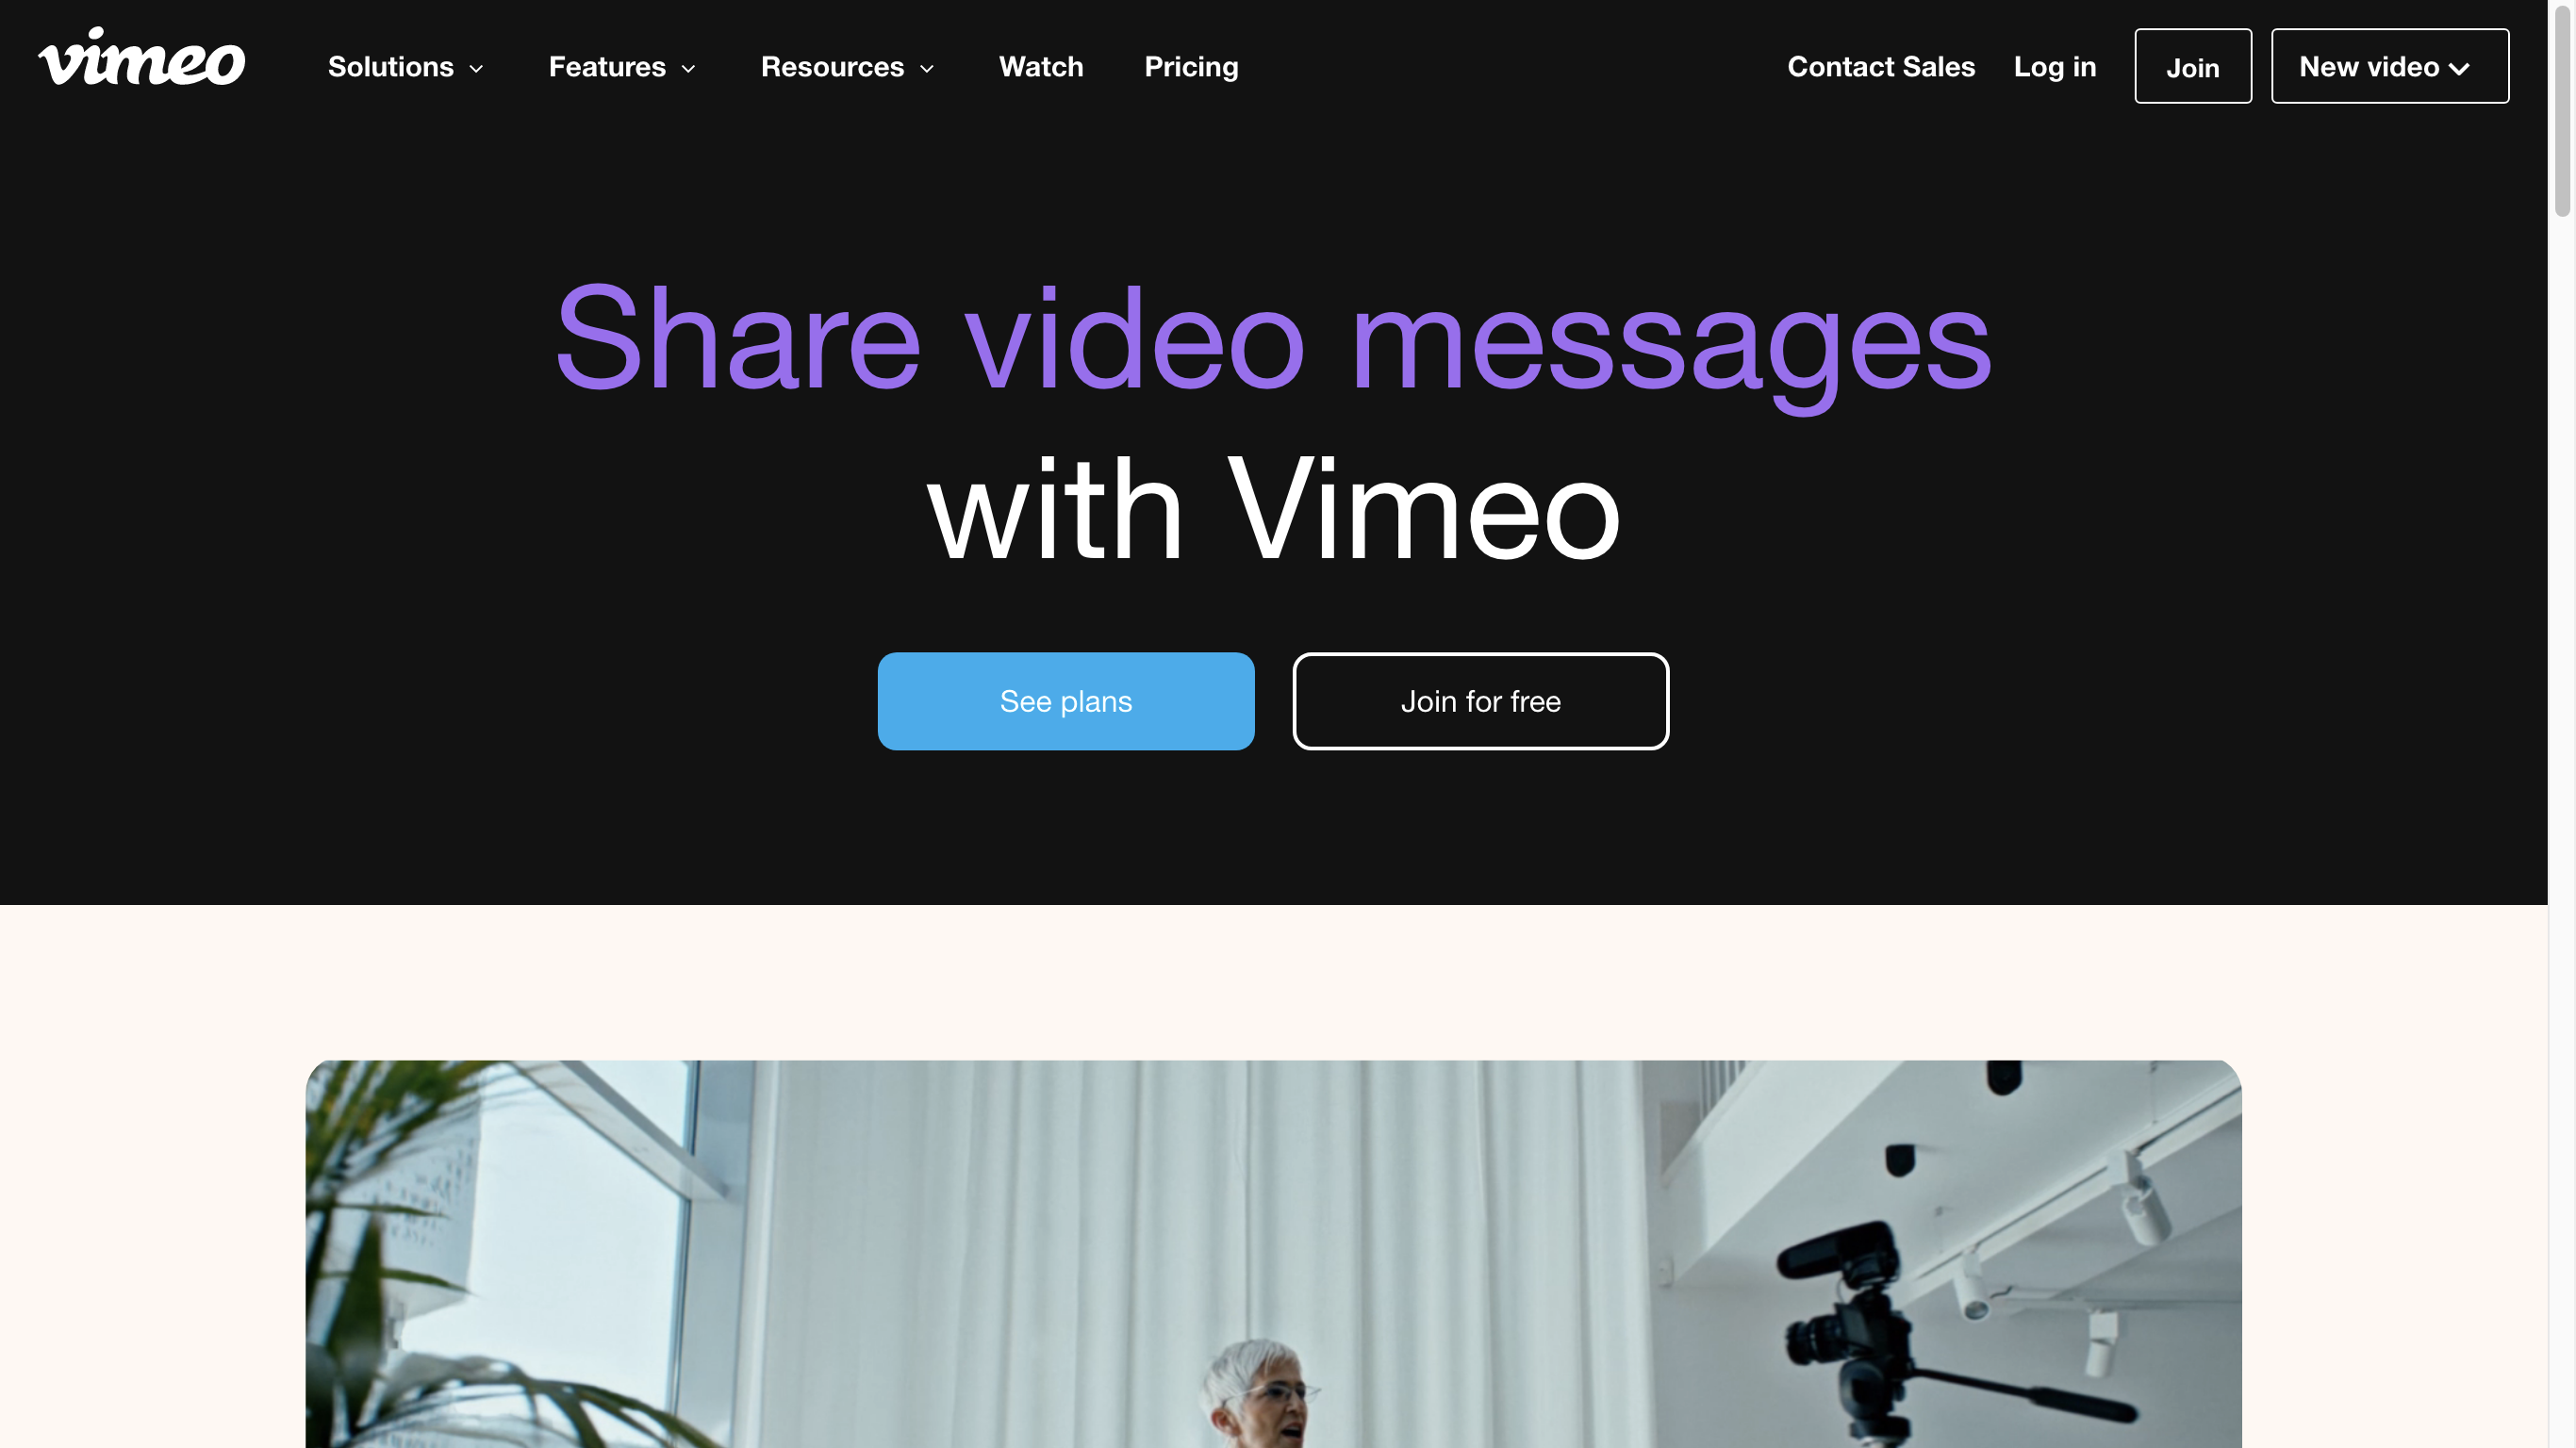 vimeo Solutions Features Resources Watch Pricing Contact Sales Log in Join New video
Share video messages
with Vimeo
See plans Join for free